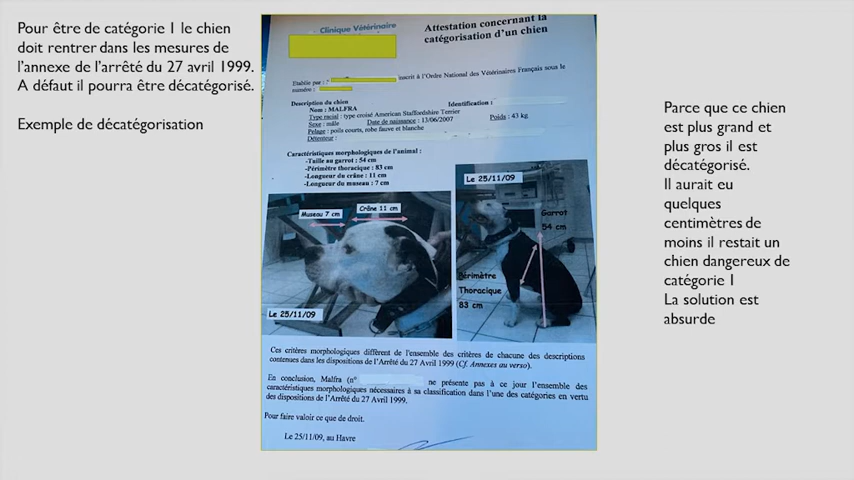 Pour être de catégorie 1 le chien
doit rentrer dans les mesures de
l'annexe de l'arrêté du 27 avril 1999.
A défaut il pourra être décatégorisé.
Exemple de décatégorisation
Clinique Vétérinaire
Attestation concernant la
catégorisation d'un chien
Etablie par : inscrit à l'Ordre National des Vétérinaires Français sous le
numéro :
Description du chien
Nom : MALFRA
Identification :
Type racial : type croisé American Staffordshire Terrier
Sexe : mâle Date de naissance : 13/06/2007 Poids : 43 kg
Pelage : poils courts, robe fauve et blanche
Détenteur :
Caractéristiques morphologiques de l'animal :
-Taille au garrot : 54 cm
-Périmètre thoracique : 83 cm
-Longueur du crâne : 11 cm
-Longueur du museau : 7 cm
Museau 7 cm
Crâne 11 cm
Le 25/11/09
Le 25/11/09
Garrot
54 cm
Périmètre
Thoracique
83 cm
Ces critères morphologiques diffèrent de l'ensemble des critères de chacune des descriptions
contenues dans les dispositions de l'Arrêté du 27 Avril 1999 (Cf. Annexes au verso).
En conclusion, Malfra (n° ne présente pas à ce jour l'ensemble des
caractéristiques morphologiques nécessaires à sa classification dans l'une des catégories en vertu
des dispositions de l'Arrêté du 27 Avril 1999.
Pour faire valoir ce que de droit.
Le 25/11/09, au Havre
Parce que ce chien
est plus grand et
plus gros il est
décatégorisé.
Il aurait eu
quelques
centimètres de
moins il restait un
chien dangereux de
catégorie 1
La solution est
absurde